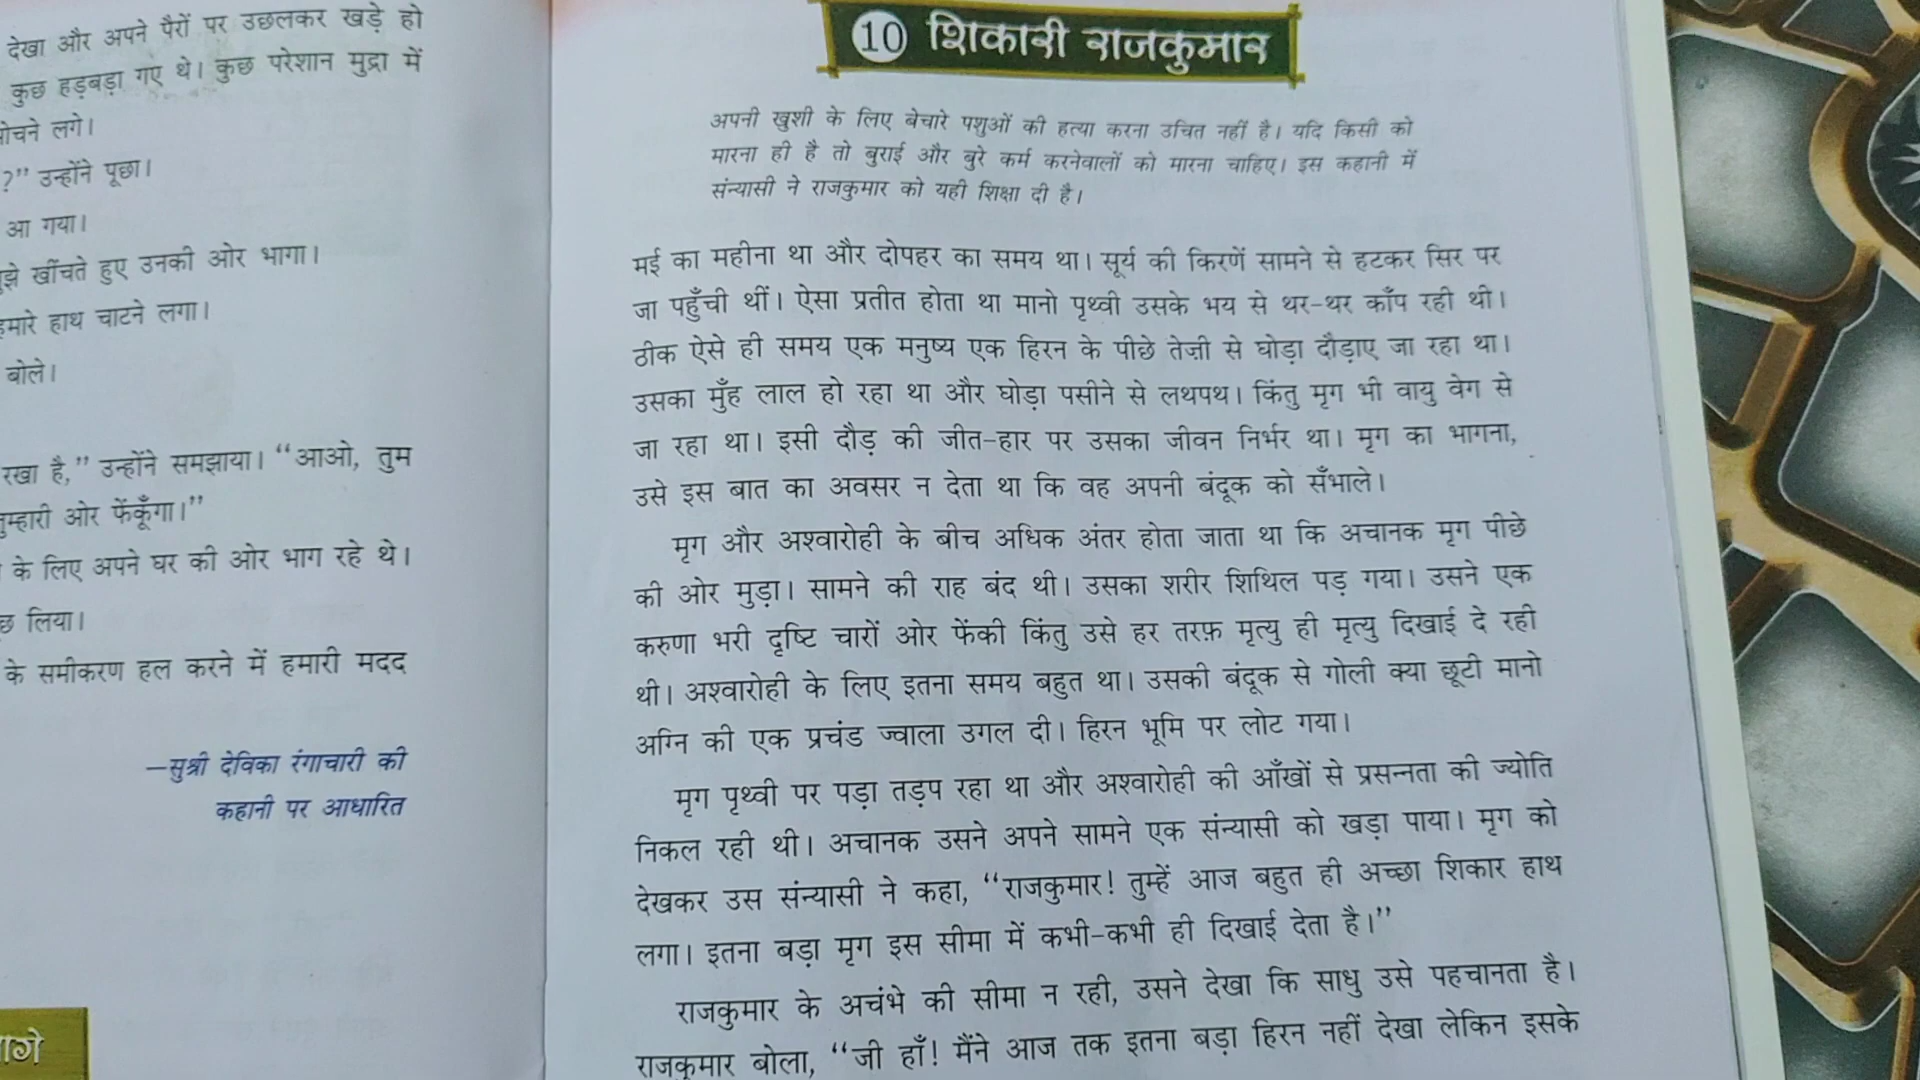 देखा और अपने पैरों पर उछलकर खड़े हो
कुछ हड़बड़ा गए थे। कुछ परेशान मुद्रा में
लगे।
?" उन्होंने पूछा।
आ गया।
खींचते हुए उनकी ओर भागा।
हाथ चाटने लगा।
बोले।
रखा है," उन्होंने समझाया। "आओ, तुम
ओर फेंकूँगा।"
के लिए अपने घर की ओर भाग रहे थे।
लिया।
के समीकरण हल करने में हमारी मदद
—सुश्री देविका रंगाचारी की
कहानी पर आधारित
10 शिकारी राजकुमार
अपनी खुशी के लिए बेचारे पशुओं की हत्या करना उचित नहीं है। यदि किसी को
मारना ही है तो बुराई और बुरे कर्म करनेवालों को मारना चाहिए। इस कहानी में
संन्यासी ने राजकुमार को यही शिक्षा दी है।
मई का महीना था और दोपहर का समय था। सूर्य की किरणें सामने से हटकर सिर पर
जा पहुँची थीं। ऐसा प्रतीत होता था मानो पृथ्वी उसके भय से थर-थर काँप रही थी।
ठीक ऐसे ही समय एक मनुष्य एक हिरन के पीछे तेज़ी से घोड़ा दौड़ाए जा रहा था।
उसका मुँह लाल हो रहा था और घोड़ा पसीने से लथपथ। किंतु मृग भी वायु वेग से
जा रहा था। इसी दौड़ की जीत-हार पर उसका जीवन निर्भर था। मृग का भागना,
उसे इस बात का अवसर न देता था कि वह अपनी बंदूक को सँभाले।
मृग और अश्वारोही के बीच अधिक अंतर होता जाता था कि अचानक मृग पीछे
की ओर मुड़ा। सामने की राह बंद थी। उसका शरीर शिथिल पड़ गया। उसने एक
करुणा भरी दृष्टि चारों ओर फेंकी किंतु उसे हर तरफ़ मृत्यु ही मृत्यु दिखाई दे रही
थी। अश्वारोही के लिए इतना समय बहुत था। उसकी बंदूक से गोली क्या छूटी मानो
अग्नि की एक प्रचंड ज्वाला उगल दी। हिरन भूमि पर लोट गया।
मृग पृथ्वी पर पड़ा तड़प रहा था और अश्वारोही की आँखों से प्रसन्नता की ज्योति
निकल रही थी। अचानक उसने अपने सामने एक संन्यासी को खड़ा पाया। मृग को
देखकर उस संन्यासी ने कहा, "राजकुमार! तुम्हें आज बहुत ही अच्छा शिकार हाथ
लगा। इतना बड़ा मृग इस सीमा में कभी-कभी ही दिखाई देता है।"
राजकुमार के अचंभे की सीमा न रही, उसने देखा कि साधु उसे पहचानता है।
राजकुमार बोला, "जी हाँ! मैंने आज तक इतना बड़ा हिरन नहीं देखा लेकिन इसके